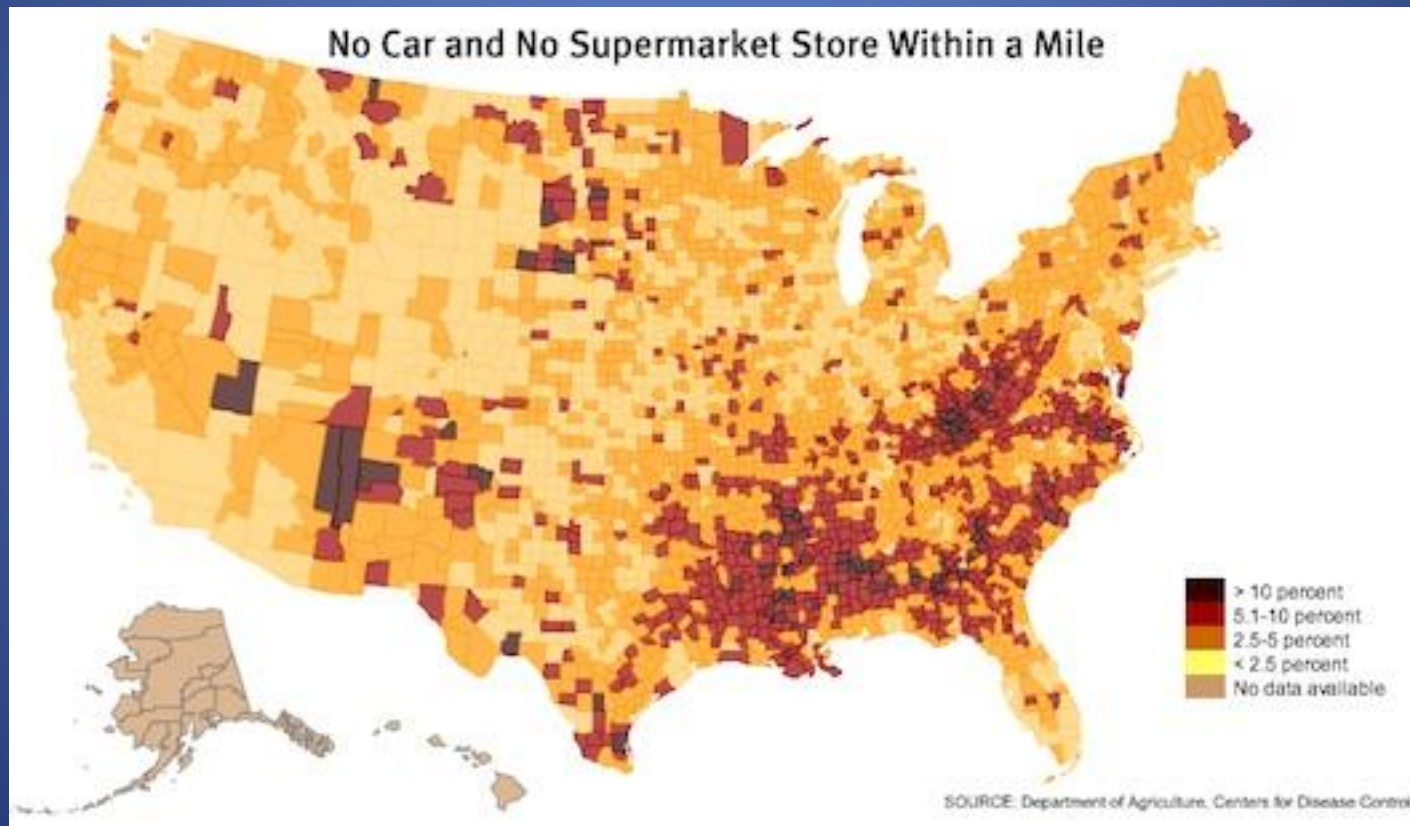 No Car and No Supermarket Store Within a Mile
> 10 percent
5.1-10 percent
2.5-5 percent
< 2.5 percent
No data available
SOURCE: Department of Agriculture, Centers for Disease Control